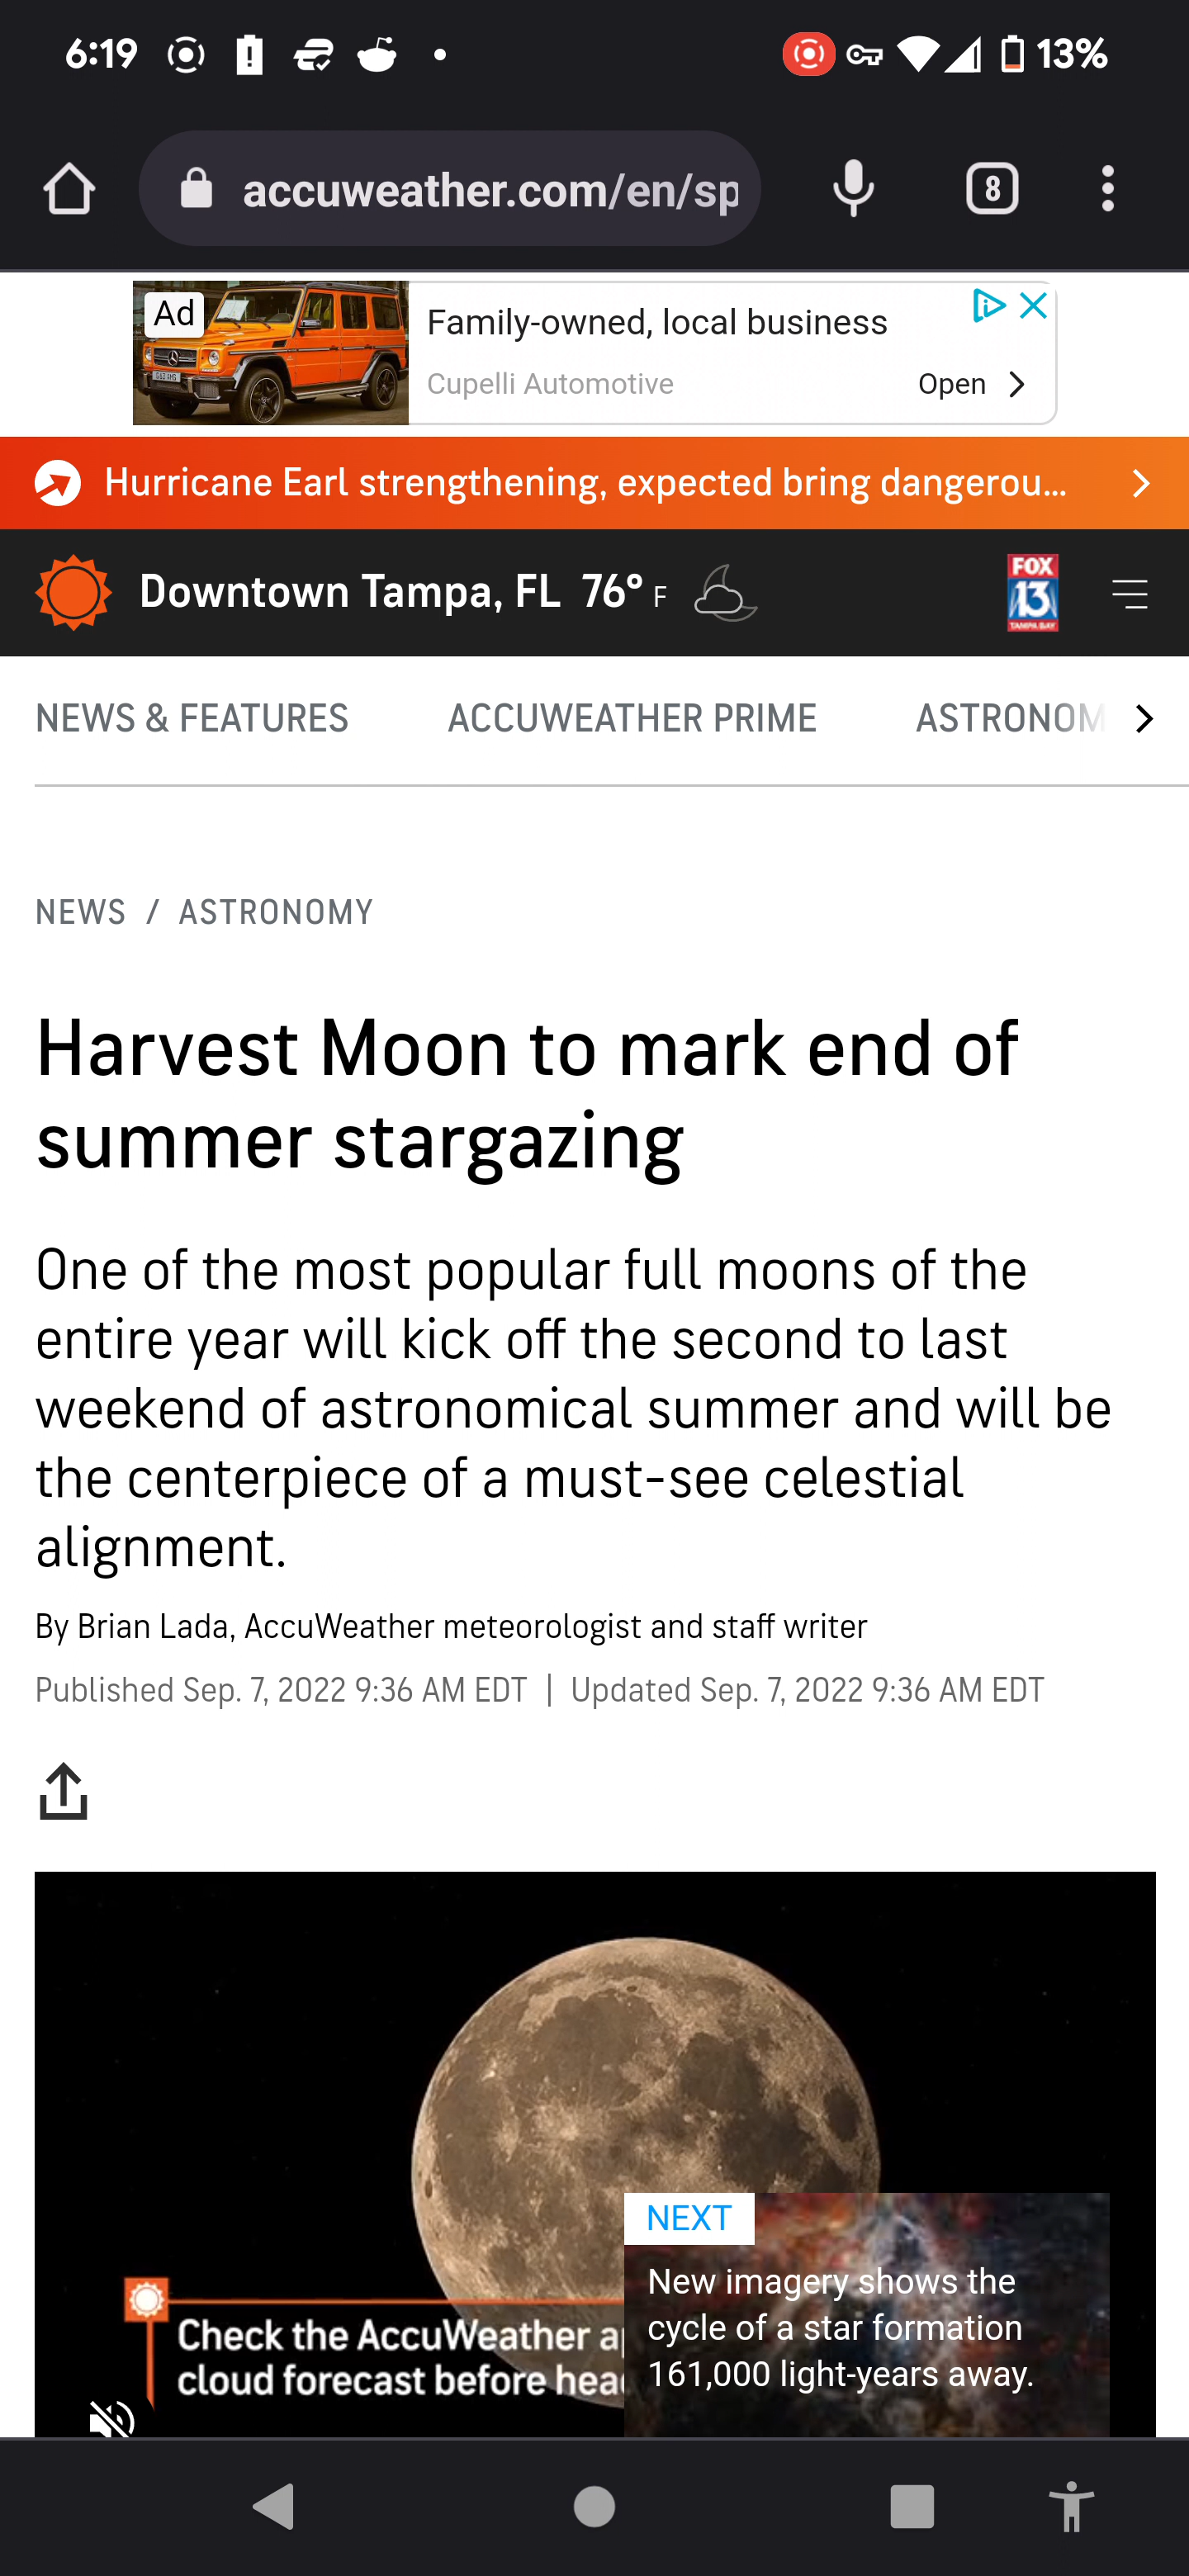 6:19
13%
accuweather.com/en/sp
8
Ad
Family-owned, local business
Cupelli Automotive
Open
Hurricane Earl strengthening, expected bring dangerou...
Downtown Tampa, FL 76° F
FOX
13
TAMPA BAY
NEWS & FEATURES
ACCUWEATHER PRIME
ASTRONOM
NEWS / ASTRONOMY
Harvest Moon to mark end of
summer stargazing
One of the most popular full moons of the
entire year will kick off the second to last
weekend of astronomical summer and will be
the centerpiece of a must-see celestial
alignment.
By Brian Lada, AccuWeather meteorologist and staff writer
Published Sep. 7, 2022 9:36 AM EDT | Updated Sep. 7, 2022 9:36 AM EDT
Check the AccuWeather a
cloud forecast before hea
NEXT
New imagery shows the
cycle of a star formation
161,000 light-years away.